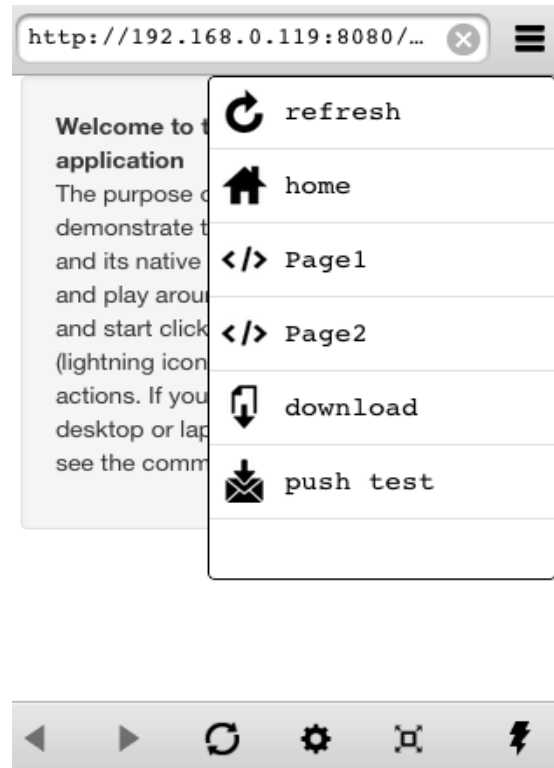 http://192.168.0.119:8080/…
Welcome to t
application
The purpose o
demonstrate t
and its native
and play arou
and start click
(lightning icon
actions. If you
desktop or lap
see the comm
refresh
home
</> Page1
</> Page2
download
push test